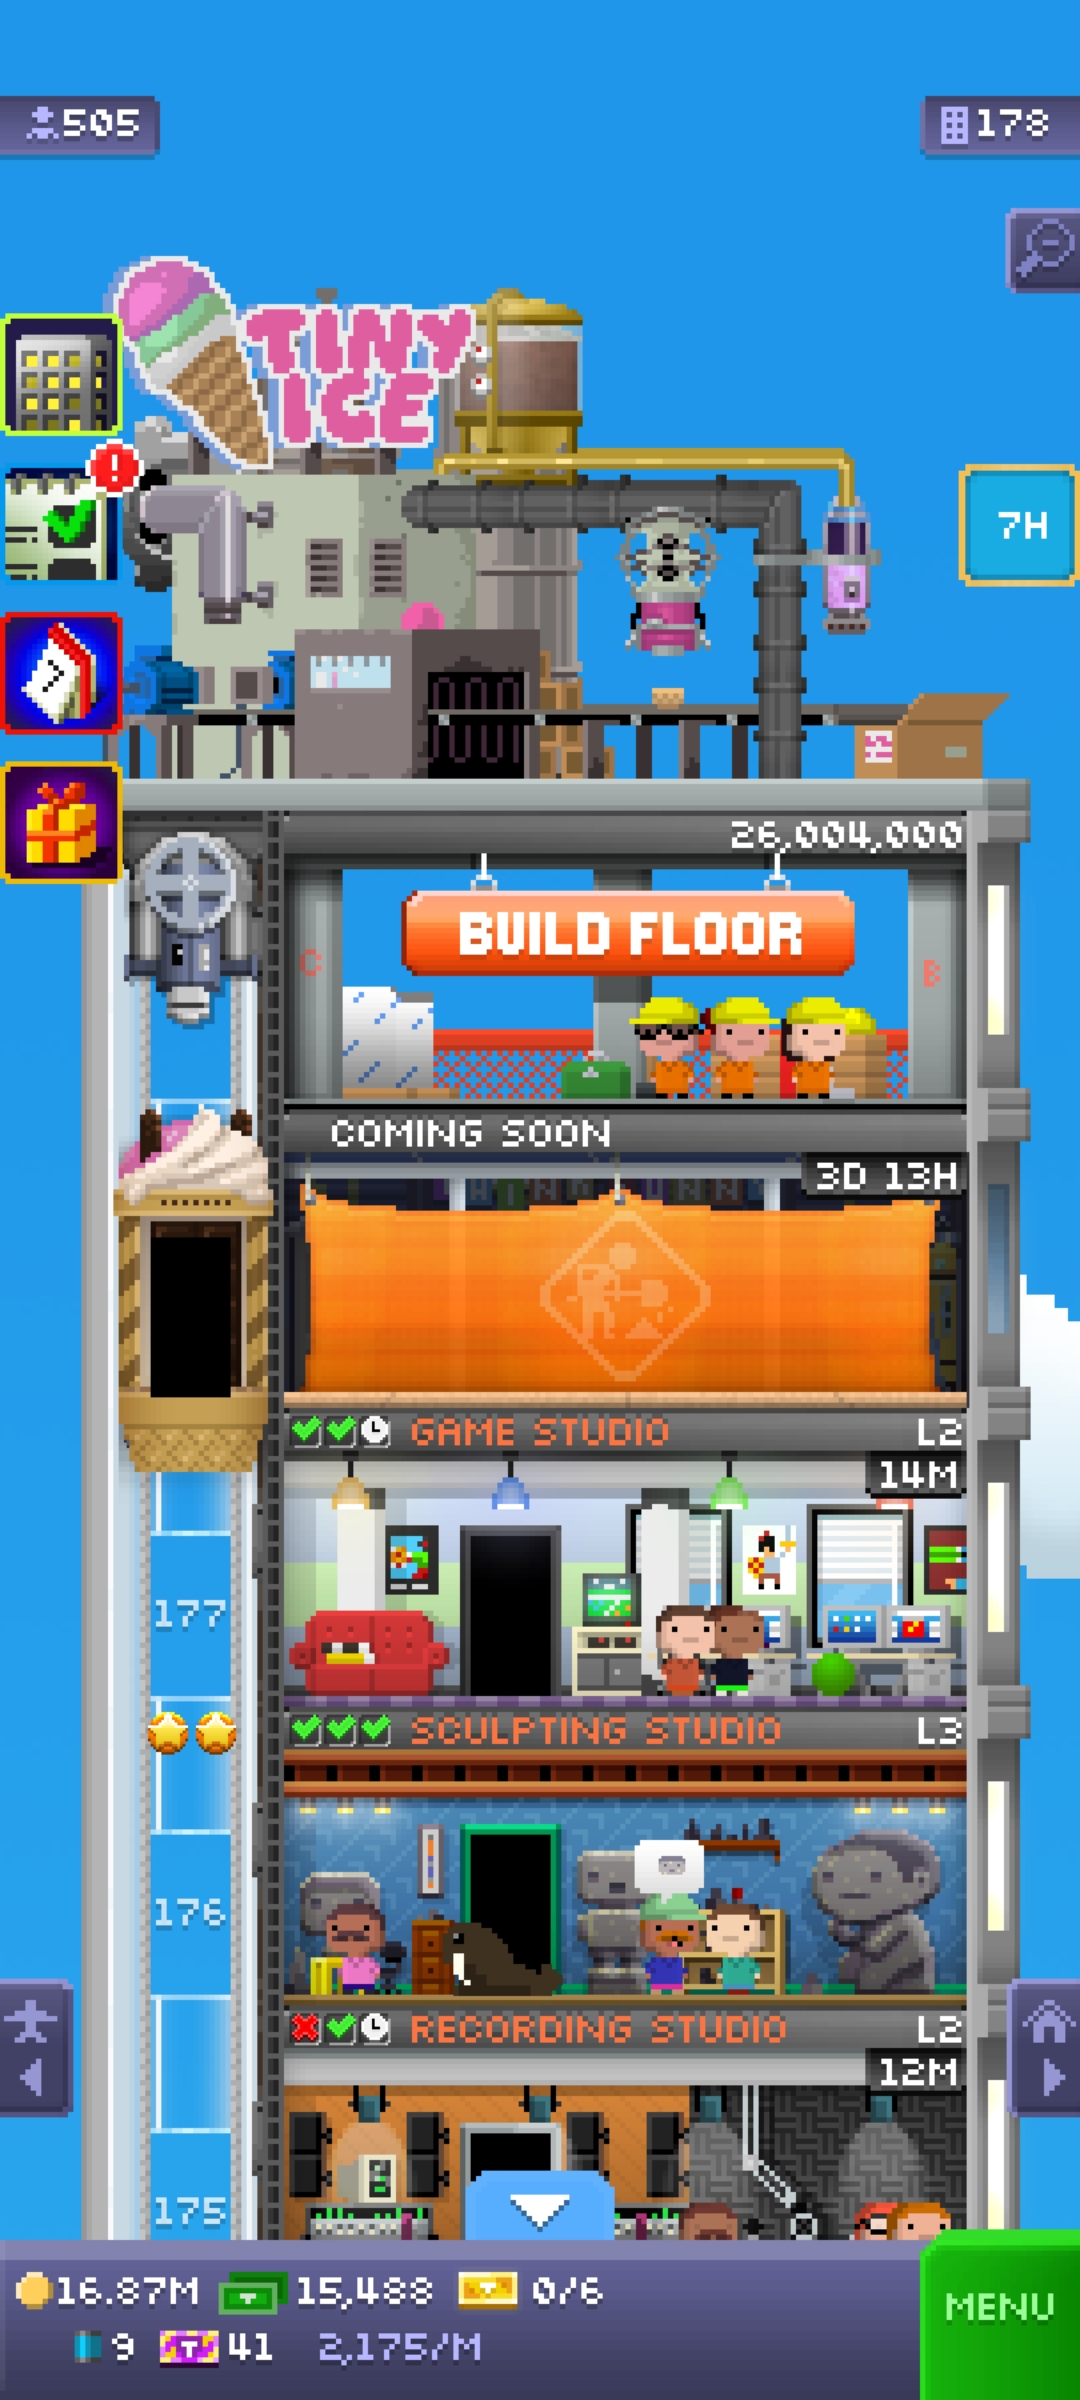 505
178
TINY
ICE
7H
26,004,000
BUILD FLOOR
C
B
COMING SOON
3D 13H
GAME STUDIO
L2
14M
177
SCULPTING STUDIO
L3
176
RECORDING STUDIO
L2
12M
175
16.87M
15,488
0/6
MENU
9
T
41
2,175/M